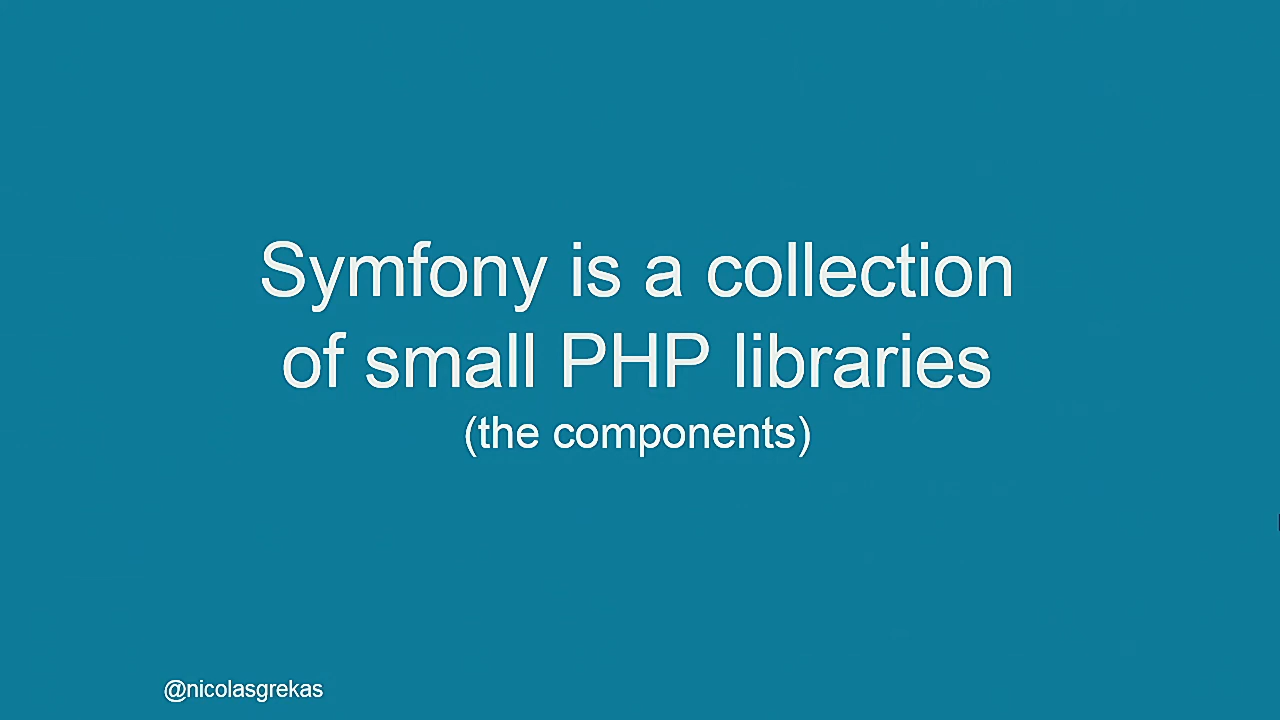 Symfony is a collection
of small PHP libraries
(the components)
@nicolasgrekas